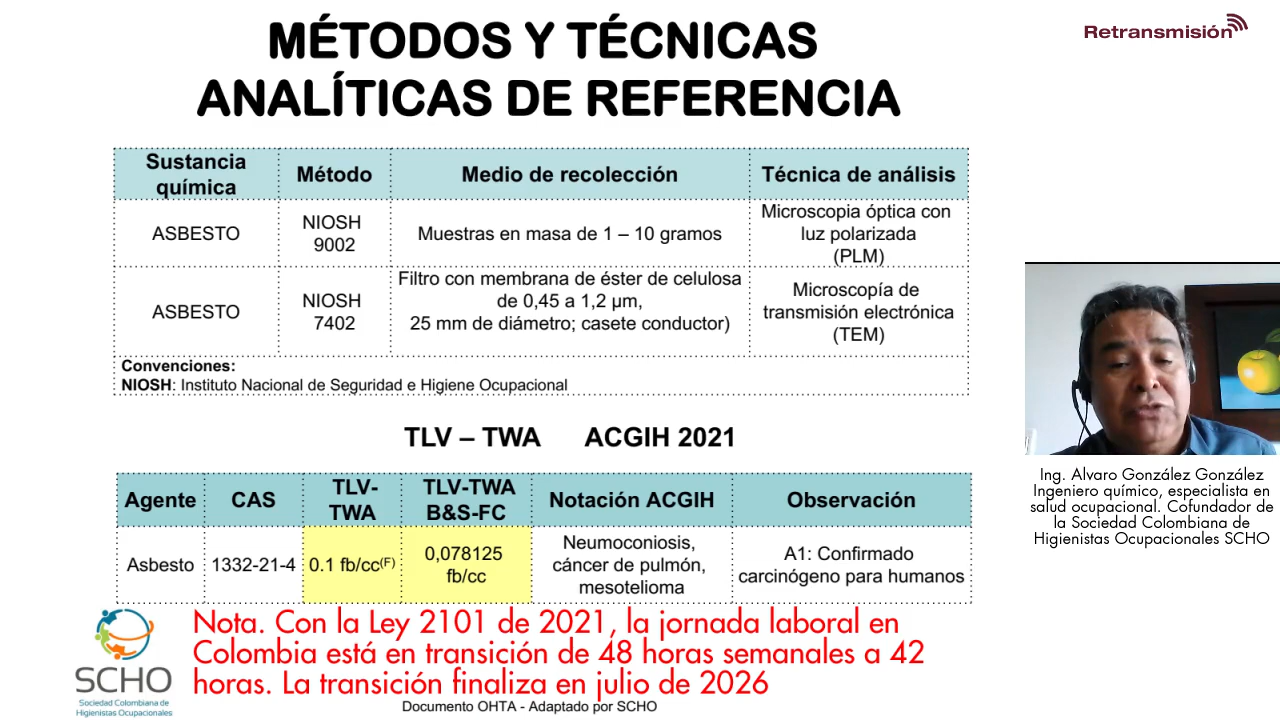 MÉTODOS Y TÉCNICAS
ANALÍTICAS DE REFERENCIA
Retransmisión
Sustancia química
Método
Medio de recolección
Técnica de análisis
ASBESTO
NIOSH 9002
Muestras en masa de 1 – 10 gramos
Microscopia óptica con
luz polarizada
(PLM)
ASBESTO
NIOSH 7402
Filtro con membrana de éster de celulosa
de 0,45 a 1,2 µm,
25 mm de diámetro; casete conductor)
Microscopía de
transmisión electrónica
(TEM)
Convenciones:
NIOSH: Instituto Nacional de Seguridad e Higiene Ocupacional
TLV – TWA ACGIH 2021
Agente
CAS
TLV-TWA
TLV-TWA B&S-FC
Notación ACGIH
Observación
Asbesto
1332-21-4
0.1 fb/cc(F)
0,078125
fb/cc
Neumoconiosis,
cáncer de pulmón,
mesotelioma
A1: Confirmado
carcinógeno para humanos
Nota. Con la Ley 2101 de 2021, la jornada laboral en
Colombia está en transición de 48 horas semanales a 42
horas. La transición finaliza en julio de 2026
SCHO
Sociedad Colombiana de
Higienistas Ocupacionales
Documento OHTA - Adaptado por SCHO
Ing. Alvaro González González
Ingeniero químico, especialista en
salud ocupacional. Cofundador de
la Sociedad Colombiana de
Higienistas Ocupacionales SCHO